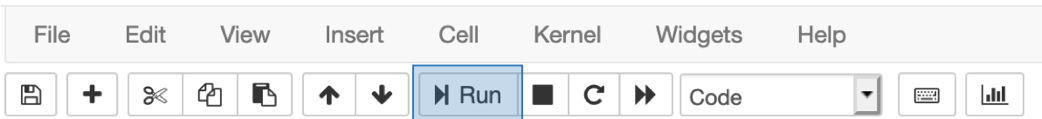 File Edit View Insert Cell Kernel Widgets Help
Run Code